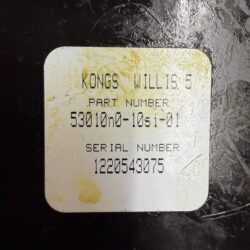 KONGS WILLIS 5
PART NUMBER
53010n0-10si-01
SERIAL NUMBER
1220543075